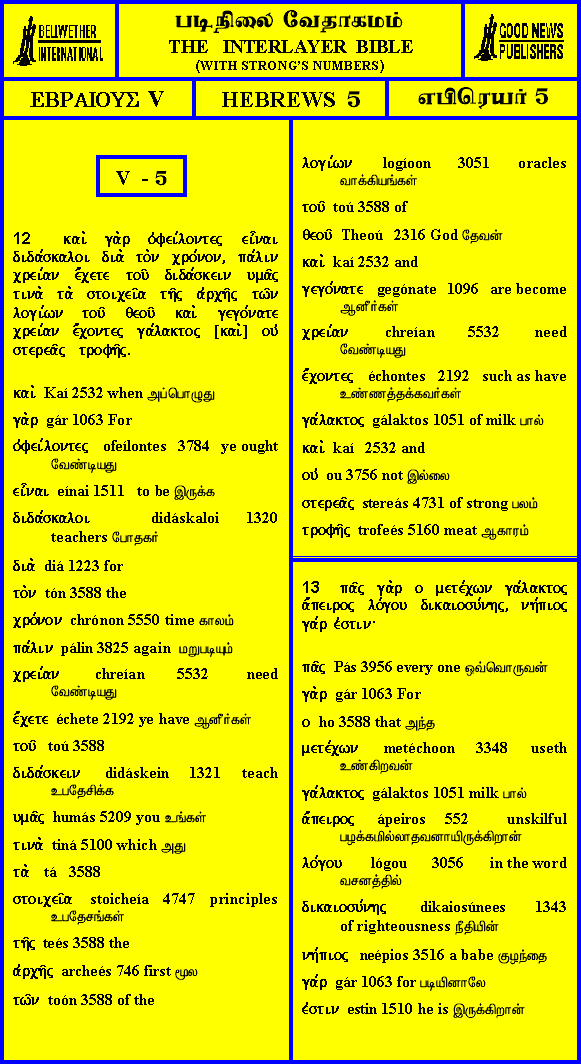 BELLWETHER
INTERNATIONAL
படிநிலை வேதாகமம்
THE INTERLAYER BIBLE
(WITH STRONG'S NUMBERS)
GOOD NEWS
PUBLISHERS
ΕΒΡΑΙΟΥΣ V
HEBREWS 5
எபிரெயர் 5
V - 5
12 καὶ γὰρ ὀφείλοντες εἶναι
διδάσκαλοι διὰ τὸν χρόνον, πάλιν
χρείαν ἔχετε τοῦ διδάσκειν υμᾶς
τινὰ τὰ στοιχεῖα τῆς ἀρχῆς τῶν
λογίων τοῦ θεοῦ καὶ γεγόνατε
χρείαν ἔχοντες γάλακτος [καὶ] οὐ
στερεᾶς τροφῆς.
καὶ Kaí 2532 when அப்பொழுது
γὰρ gár 1063 For
ὀφείλοντες ofeílontes 3784 ye ought
வேண்டியது
εἶναι eínai 1511 to be இருக்க
διδάσκαλοι didáskaloi 1320
teachers போதகர்
διὰ diá 1223 for
τὸν tón 3588 the
χρόνον chrónon 5550 time காலம்
πάλιν pálin 3825 again மறுபடியும்
χρείαν chreían 5532 need
வேண்டியது
ἔχετε échete 2192 ye have ஆனீர்கள்
τοῦ toú 3588
διδάσκειν didáskein 1321 teach
உபதேசிக்க
υμᾶς humás 5209 you உங்கள்
τινὰ tiná 5100 which அது
τὰ tá 3588
στοιχεῖα stoicheía 4747 principles
உபதேசங்கள்
τῆς teés 3588 the
ἀρχῆς archeés 746 first மூல
τῶν toón 3588 of the
λογίων logíoon 3051 oracles
வாக்கியங்கள்
τοῦ toú 3588 of
θεοῦ Theoú 2316 God தேவன்
καὶ kaí 2532 and
γεγόνατε gegónate 1096 are become
ஆனீர்கள்
χρείαν chreían 5532 need
வேண்டியது
ἔχοντες échontes 2192 such as have
உண்ணத்தக்கவர்கள்
γάλακτος gálaktos 1051 of milk பால்
καὶ kaí 2532 and
οὐ ou 3756 not இல்லை
στερεᾶς stereás 4731 of strong பலம்
τροφῆς trofeés 5160 meat ஆகாரம்
13 πᾶς γὰρ ο μετέχων γάλακτος
ἄπειρος λόγου δικαιοσύνης, νήπιος
γάρ ἐστιν·
πᾶς Pás 3956 every one ஒவ்வொருவன்
γὰρ gár 1063 For
ο ho 3588 that அந்த
μετέχων metéchoon 3348 useth
உண்கிறவன்
γάλακτος gálaktos 1051 milk பால்
ἄπειρος ápeiros 552 unskilful
பழக்கமில்லாதவனாயிருக்கிறான்
λόγου lógou 3056 in the word
வசனத்தில்
δικαιοσύνης dikaiosúnees 1343
of righteousness நீதியின்
νήπιος neépios 3516 a babe குழந்தை
γάρ gár 1063 for படியினாலே
ἐστιν estin 1510 he is இருக்கிறான்